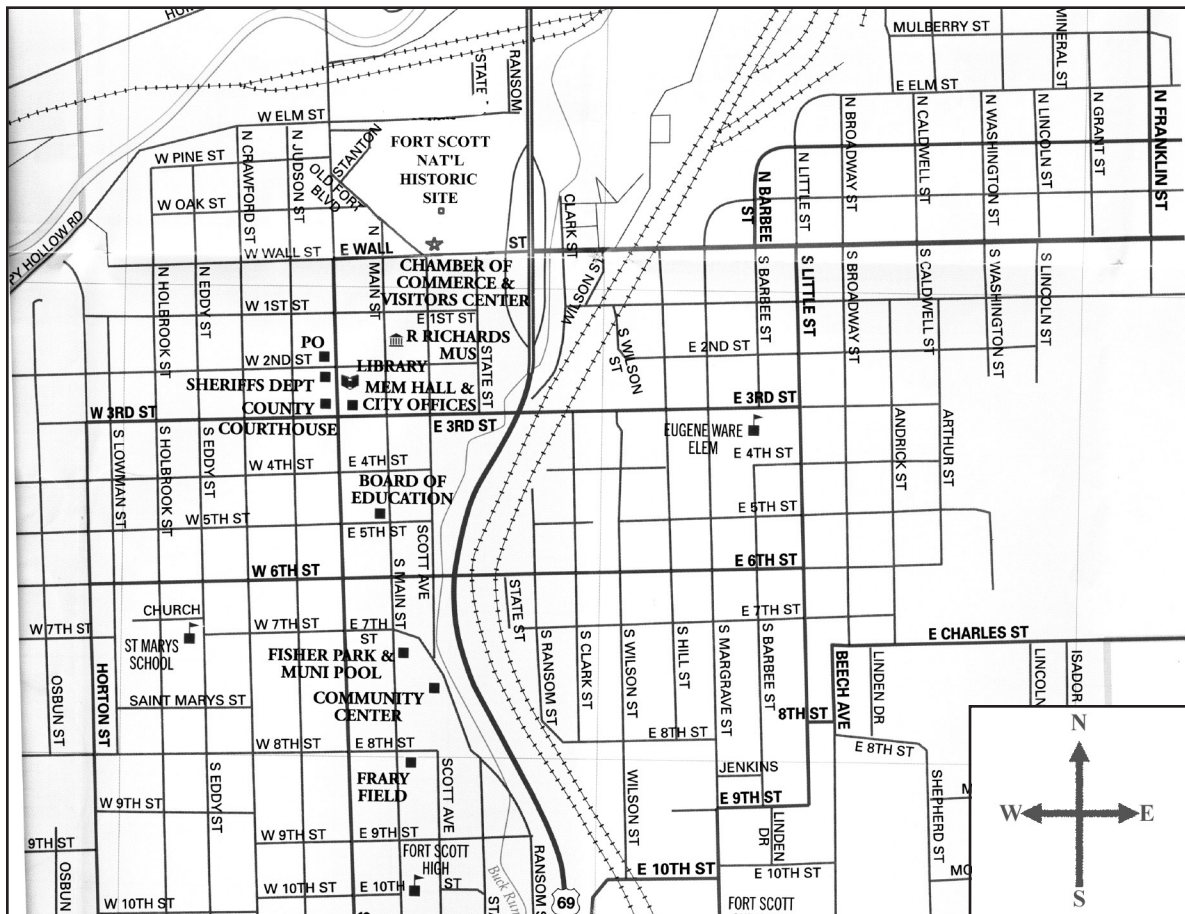 MULBERRY ST
MINERAL ST
RANSOM
STATE
E ELM ST
W ELM ST
N BROADWAY ST
N CALDWELL ST
N WASHINGTON ST
N LINCOLN ST
N GRANT ST
N FRANKLIN ST
N CRAWFORD ST
N JUDSON ST
STANTON
FORT SCOTT
NAT'L
HISTORIC
SITE
W PINE ST
OLD FORT
BLVD
N LITTLE ST
N BARBEE
ST
W OAK ST
CLARK ST
PY HOLLOW RD
W WALL ST
E WALL
ST
N MAIN ST
WILSON ST
CHAMBER OF
COMMERCE &
VISITORS CENTER
S BARBEE ST
S LITTLE ST
S BROADWAY ST
S CALDWELL ST
S WASHINGTON ST
S LINCOLN ST
N HOLBROOK ST
N EDDY ST
W 1ST ST
E 1ST ST
R RICHARDS
MUS
S WILSON
ST
E 2ND ST
PO
W 2ND ST
LIBRARY
STATE ST
SHERIFFS DEPT
MEM HALL &
CITY OFFICES
COUNTY
COURTHOUSE
W 3RD ST
E 3RD ST
E 3RD ST
EUGENE WARE
ELEM
ANDRICK ST
ARTHUR ST
S LOWMAN ST
S HOLBROOK ST
S EDDY ST
W 4TH ST
E 4TH ST
E 4TH ST
BOARD OF
EDUCATION
W 5TH ST
E 5TH ST
E 5TH ST
SCOTT AVE
S MAIN ST
W 6TH ST
E 6TH ST
STATE ST
CHURCH
W 7TH ST
W 7TH ST
E 7TH
ST
E 7TH ST
ST MARYS
SCHOOL
FISHER PARK &
MUNI POOL
S RANSOM ST
S CLARK ST
S WILSON ST
S HILL ST
S MARGRAVE ST
S BARBEE ST
E CHARLES ST
BEECH AVE
LINDEN DR
LINCOLN
ISADOR
OSBUN ST
HORTON ST
SAINT MARYS ST
COMMUNITY
CENTER
8TH ST
W 8TH ST
E 8TH ST
E 8TH ST
E 8TH ST
S EDDY ST
FRARY
FIELD
SCOTT AVE
WILSON ST
JENKINS
SHEPHERD ST
M
W 9TH ST
E 9TH ST
9TH ST
W 9TH ST
E 9TH ST
LINDEN
DR
OSBUN
FORT SCOTT
HIGH
RANSOM S
Buck Run
MO
W 10TH ST
W 10TH ST
E 10TH
ST
E 10TH ST
E 10TH ST
69
FORT SCOTT
N
W
E
S